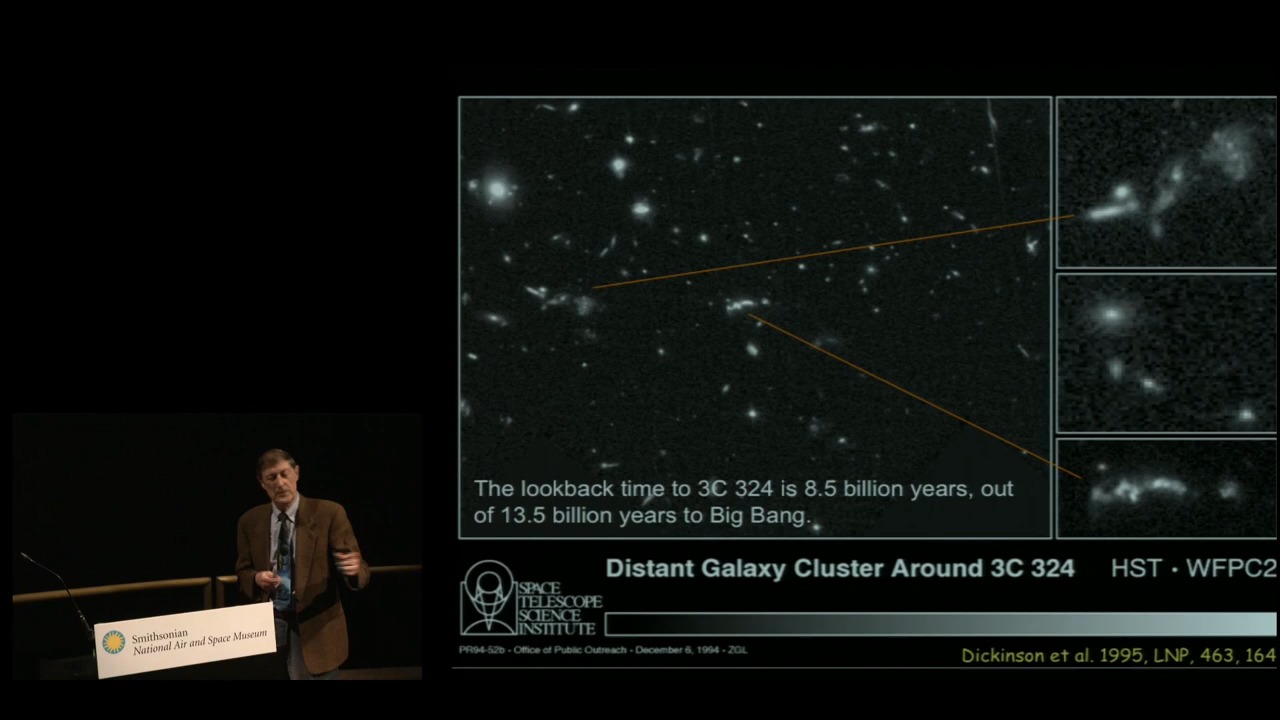 The lookback time to 3C 324 is 8.5 billion years, out
of 13.5 billion years to Big Bang.
Distant Galaxy Cluster Around 3C 324 HST • WFPC2
SPACE
TELESCOPE
SCIENCE
INSTITUTE
PR94-52b • Office of Public Outreach • December 6, 1994 • ZGL
Dickinson et al. 1995, LNP, 463, 164
Smithsonian
National Air and Space Museum